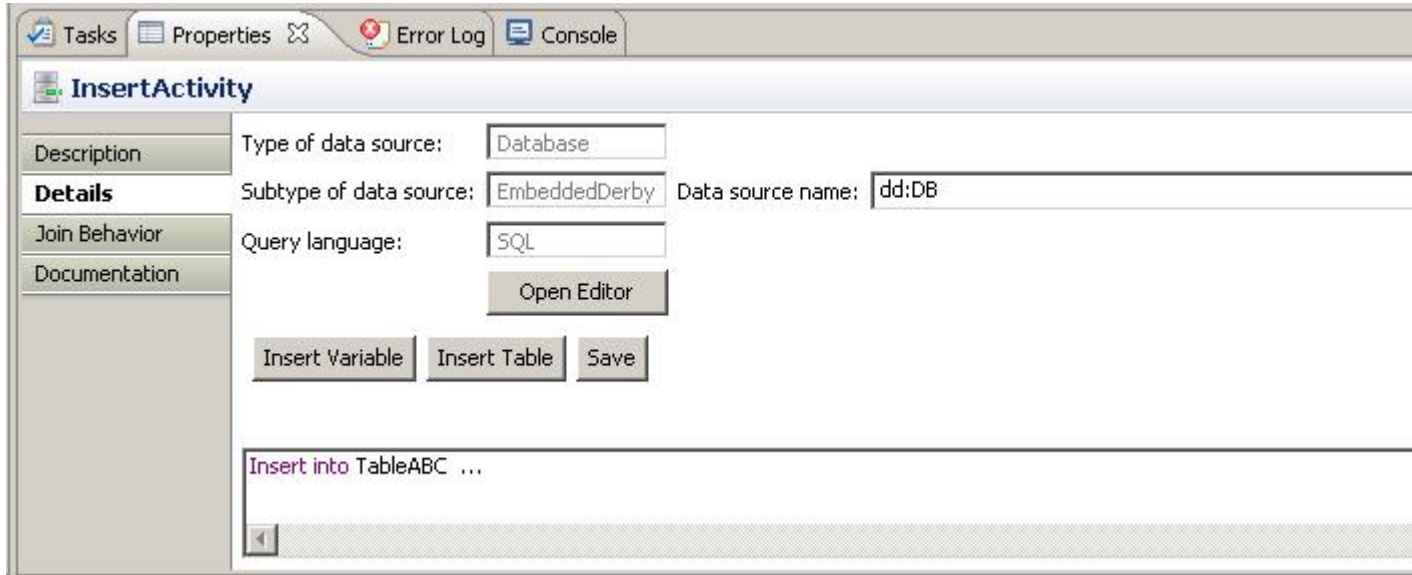 Tasks Properties Error Log Console
InsertActivity
Description
Details
Join Behavior
Documentation
Type of data source: Database
Subtype of data source: EmbeddedDerby Data source name: dd:DB
Query language: SQL
Open Editor
Insert Variable Insert Table Save
Insert into TableABC ...